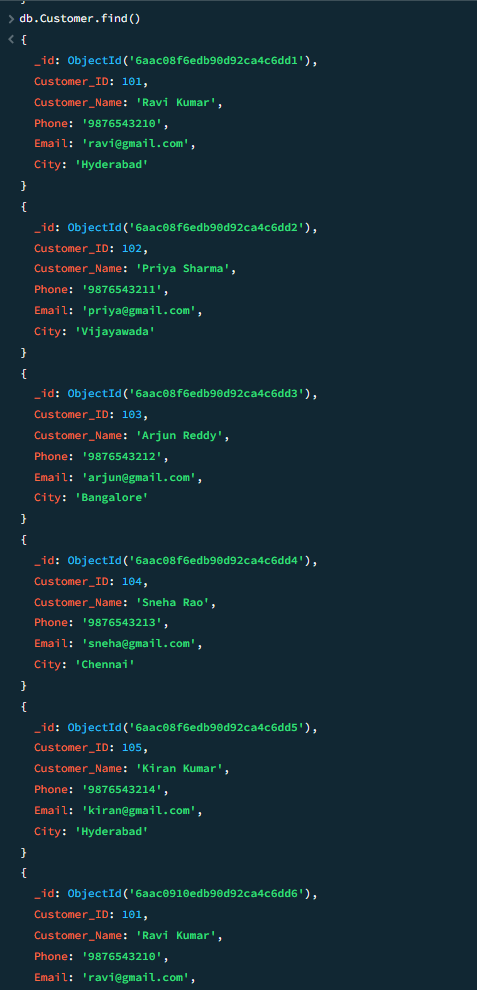 > db.Customer.find()
< {
_id: ObjectId('6aac08f6edb90d92ca4c6dd1'),
Customer_ID: 101,
Customer_Name: 'Ravi Kumar',
Phone: '9876543210',
Email: 'ravi@gmail.com',
City: 'Hyderabad'
}
{
_id: ObjectId('6aac08f6edb90d92ca4c6dd2'),
Customer_ID: 102,
Customer_Name: 'Priya Sharma',
Phone: '9876543211',
Email: 'priya@gmail.com',
City: 'Vijayawada'
}
{
_id: ObjectId('6aac08f6edb90d92ca4c6dd3'),
Customer_ID: 103,
Customer_Name: 'Arjun Reddy',
Phone: '9876543212',
Email: 'arjun@gmail.com',
City: 'Bangalore'
}
{
_id: ObjectId('6aac08f6edb90d92ca4c6dd4'),
Customer_ID: 104,
Customer_Name: 'Sneha Rao',
Phone: '9876543213',
Email: 'sneha@gmail.com',
City: 'Chennai'
}
{
_id: ObjectId('6aac08f6edb90d92ca4c6dd5'),
Customer_ID: 105,
Customer_Name: 'Kiran Kumar',
Phone: '9876543214',
Email: 'kiran@gmail.com',
City: 'Hyderabad'
}
{
_id: ObjectId('6aac0910edb90d92ca4c6dd6'),
Customer_ID: 101,
Customer_Name: 'Ravi Kumar',
Phone: '9876543210',
Email: 'ravi@gmail.com',